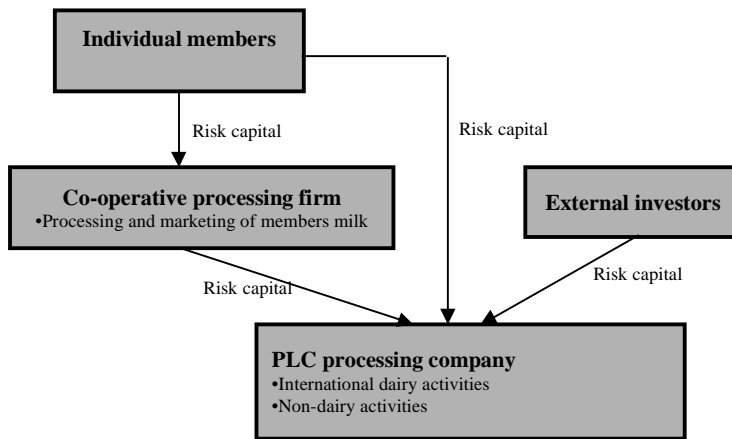 Individual members
Risk capital
Risk capital
Co-operative processing firm
•Processing and marketing of members milk
External investors
Risk capital
Risk capital
PLC processing company
•International dairy activities
•Non-dairy activities